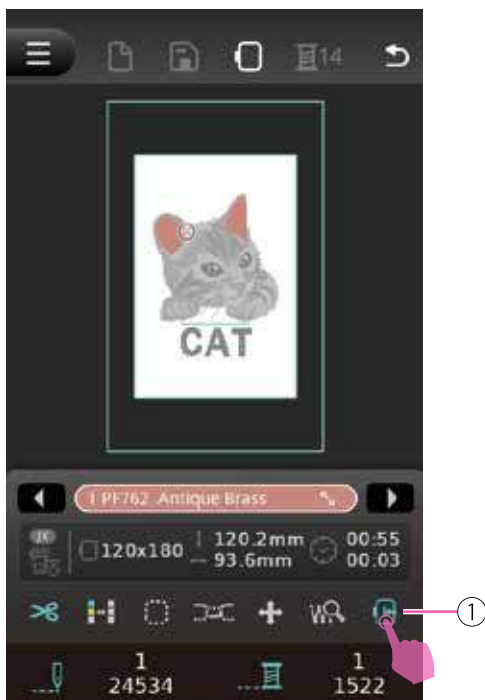 14
CAT
1 PF762 Antique Brass
120x180 120.2mm 00:55
93.6mm 00.03
1 1
24534 1522
1